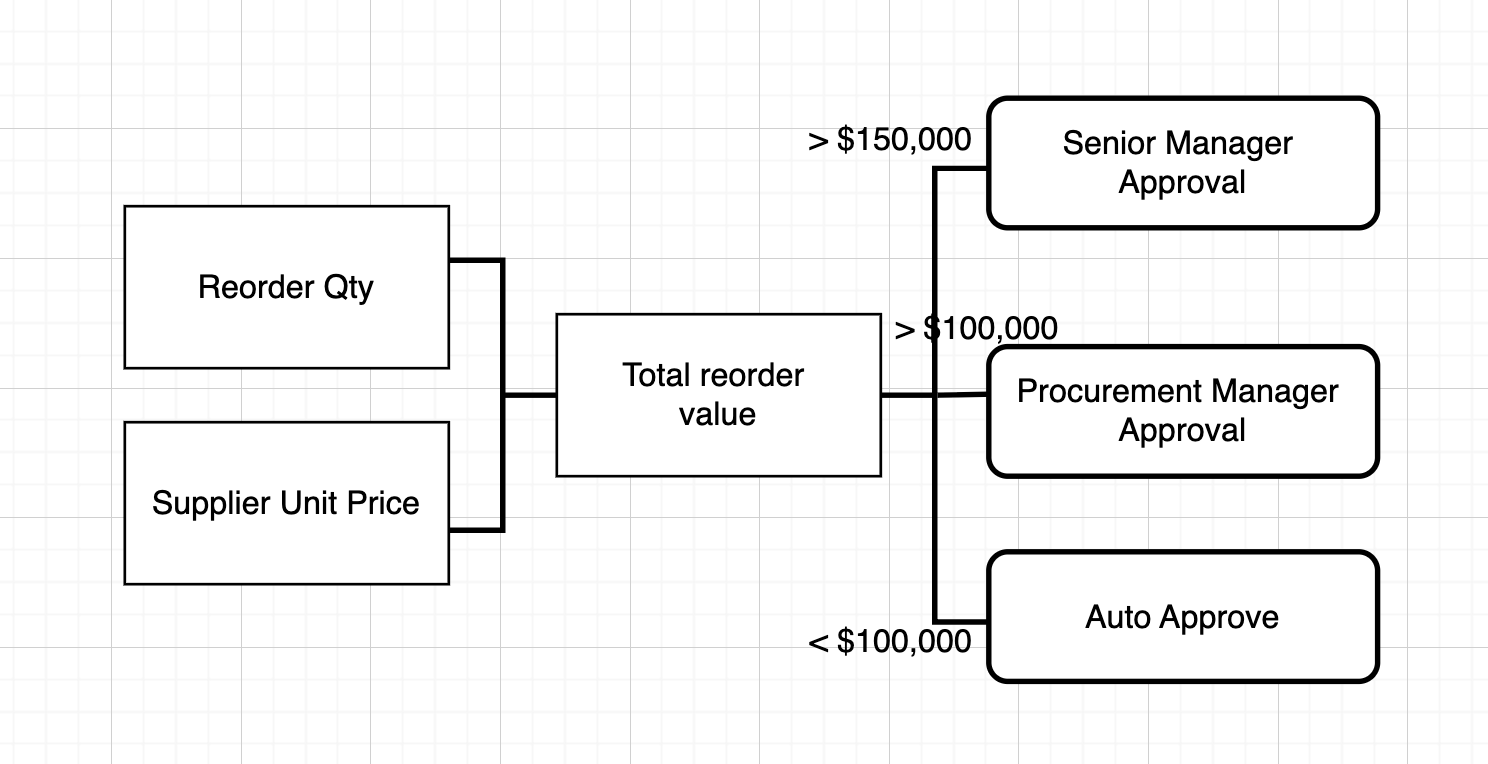 Reorder Qty
Supplier Unit Price
Total reorder
value
> $150,000
Senior Manager
Approval
> $100,000
Procurement Manager
Approval
< $100,000
Auto Approve